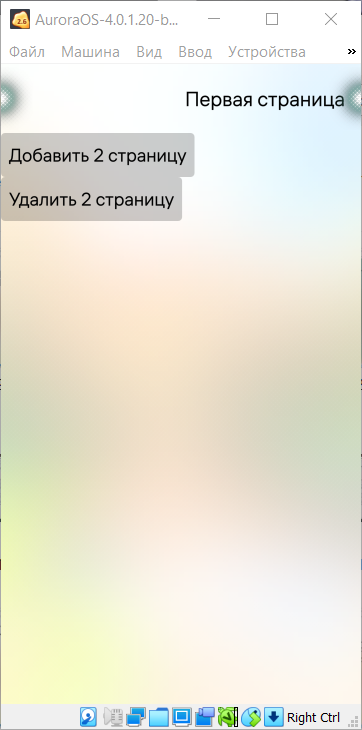 AuroraOS-4.0.1.20-b...
Файл Машина Вид Ввод Устройства »
Первая страница
Добавить 2 страницу
Удалить 2 страницу
Right Ctrl